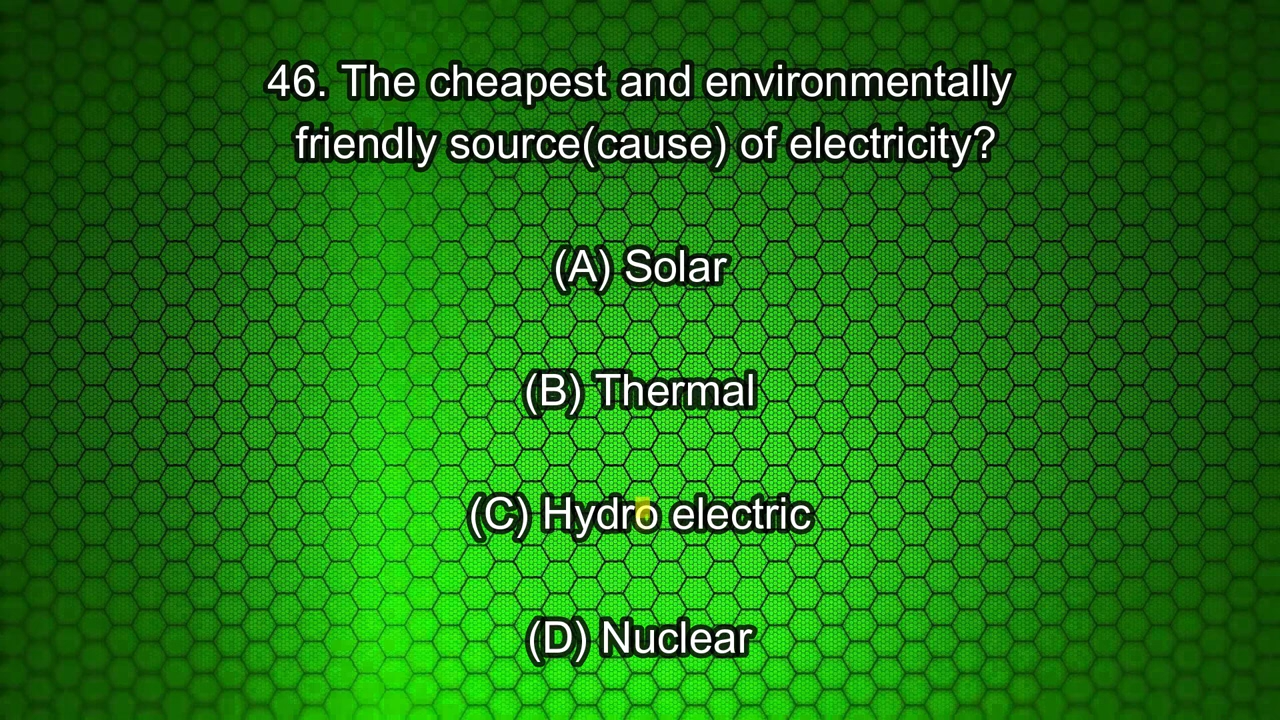 46. The cheapest and environmentally
friendly source(cause) of electricity?
(A) Solar
(B) Thermal
(C) Hydro electric
(D) Nuclear